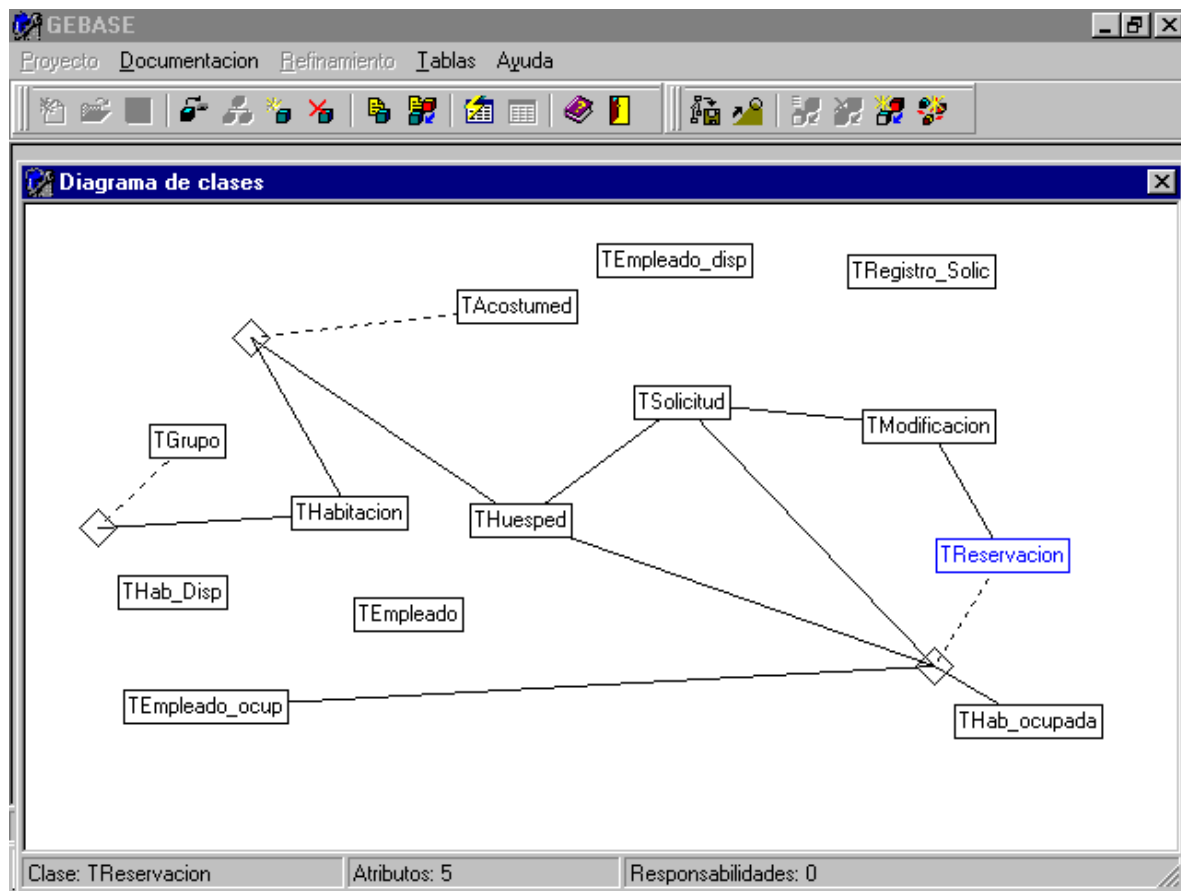 GEBASE
Proyecto Documentacion Refinamiento Tablas Ayuda
Diagrama de clases
TEmpleado_disp
TRegistro_Solic
TAcostumed
TSolicitud
TModificacion
TGrupo
THabitacion
THuesped
TReservacion
THab_Disp
TEmpleado
TEmpleado_ocup
THab_ocupada
Clase: TReservacion Atributos: 5 Responsabilidades: 0